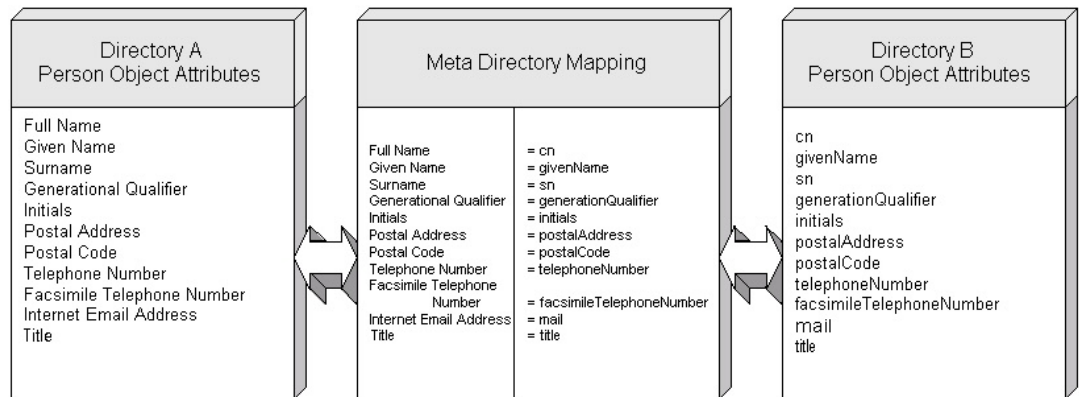 Directory A
Person Object Attributes
Full Name
Given Name
Surname
Generational Qualifier
Initials
Postal Address
Postal Code
Telephone Number
Facsimile Telephone Number
Internet Email Address
Title
Meta Directory Mapping
Full Name = cn
Given Name = givenName
Surname = sn
Generational Qualifier = generationQualifier
Initials = initials
Postal Address = postalAddress
Postal Code = postalCode
Telephone Number = telephoneNumber
Facsimile Telephone
Number = facsimileTelephoneNumber
Internet Email Address = mail
Title = title
Directory B
Person Object Attributes
cn
givenName
sn
generationQualifier
initials
postalAddress
postalCode
telephoneNumber
facsimileTelephoneNumber
mail
title